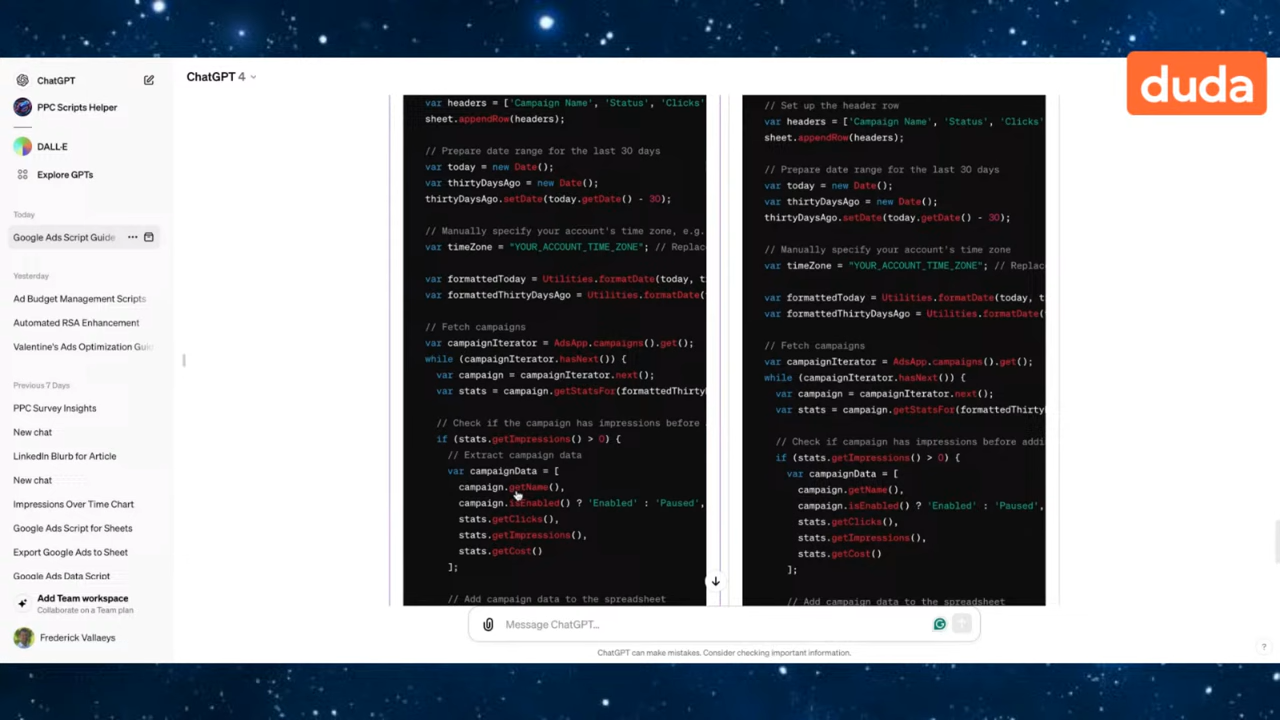 duda
ChatGPT
PPC Scripts Helper
DALL·E
Explore GPTs
Today
Google Ads Script Guide
Yesterday
Ad Budget Management Scripts
Automated RSA Enhancement
Valentine's Ads Optimization Guid
Previous 7 Days
PPC Survey Insights
New chat
LinkedIn Blurb for Article
New chat
Impressions Over Time Chart
Google Ads Script for Sheets
Export Google Ads to Sheet
Google Ads Data Script
Add Team workspace
Collaborate on a Team plan
Frederick Vallaeys
ChatGPT 4
var headers = ['Campaign Name', 'Status', 'Clicks'
sheet.appendRow(headers);
// Prepare date range for the last 30 days
var today = new Date();
var thirtyDaysAgo = new Date();
thirtyDaysAgo.setDate(today.getDate() - 30);
// Manually specify your account's time zone, e.g.
var timeZone = "YOUR_ACCOUNT_TIME_ZONE"; // Replac
var formattedToday = Utilities.formatDate(today, t
var formattedThirtyDaysAgo = Utilities.formatDate(
// Fetch campaigns
var campaignIterator = AdsApp.campaigns().get();
while (campaignIterator.hasNext()) {
var campaign = campaignIterator.next();
var stats = campaign.getStatsFor(formattedThirty
// Check if the campaign has impressions before
if (stats.getImpressions() > 0) {
// Extract campaign data
var campaignData = [
campaign.getName(),
campaign.isEnabled() ? 'Enabled' : 'Paused',
stats.getClicks(),
stats.getImpressions(),
stats.getCost()
];
// Add campaign data to the spreadsheet
// Set up the header row
var headers = ['Campaign Name', 'Status', 'Clicks'
sheet.appendRow(headers);
// Prepare date range for the last 30 days
var today = new Date();
var thirtyDaysAgo = new Date();
thirtyDaysAgo.setDate(today.getDate() - 30);
// Manually specify your account's time zone
var timeZone = "YOUR_ACCOUNT_TIME_ZONE"; // Replac
var formattedToday = Utilities.formatDate(today, t
var formattedThirtyDaysAgo = Utilities.formatDate(
// Fetch campaigns
var campaignIterator = AdsApp.campaigns().get();
while (campaignIterator.hasNext()) {
var campaign = campaignIterator.next();
var stats = campaign.getStatsFor(formattedThirty
// Check if campaign has impressions before addi
if (stats.getImpressions() > 0) {
var campaignData = [
campaign.getName(),
campaign.isEnabled() ? 'Enabled' : 'Paused',
stats.getClicks(),
stats.getImpressions(),
stats.getCost()
];
// Add campaign data to the spreadsheet
Message ChatGPT...
ChatGPT can make mistakes. Consider checking important information.
?